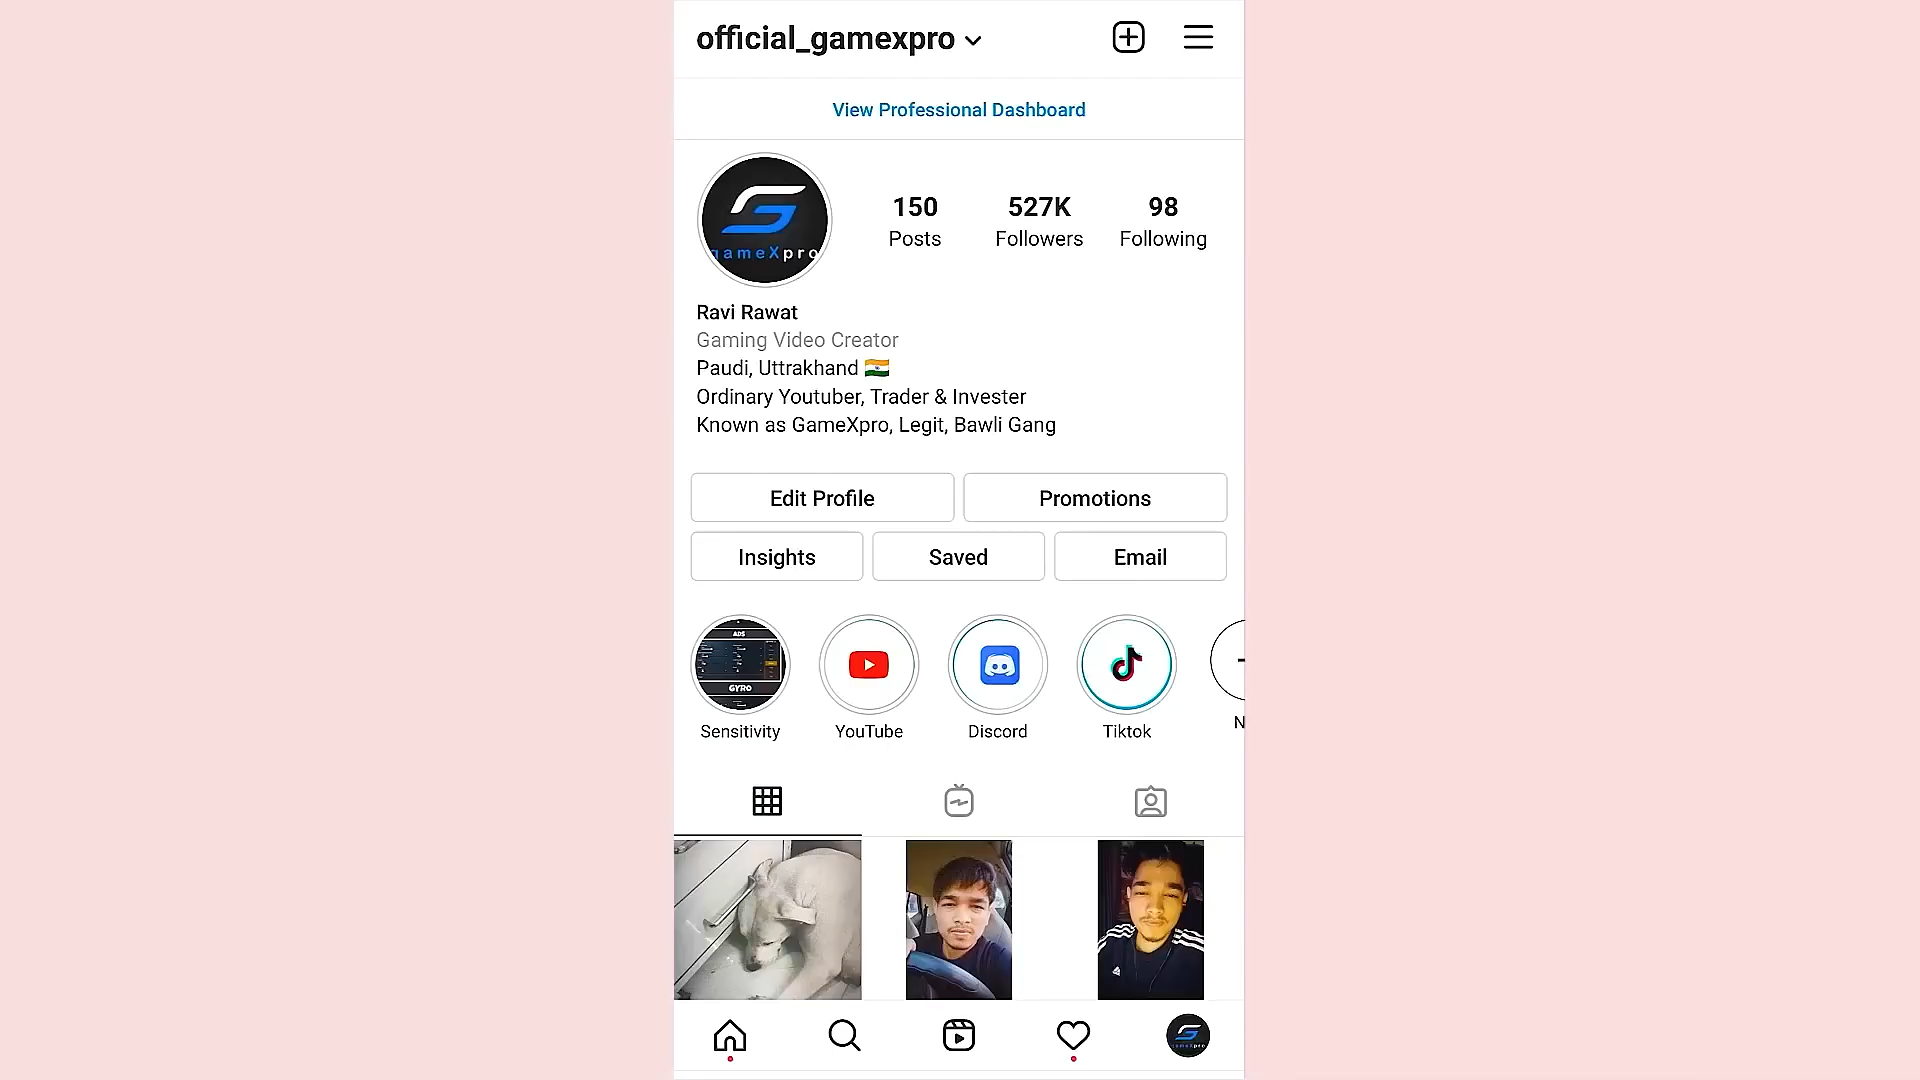 official_gamexpro
View Professional Dashboard
gameXpro
150
Posts
527K
Followers
98
Following
Ravi Rawat
Gaming Video Creator
Paudi, Uttrakhand 🇮🇳
Ordinary Youtuber, Trader & Invester
Known as GameXpro, Legit, Bawli Gang
Edit Profile
Promotions
Insights
Saved
Email
ADS
GYRO
Sensitivity
YouTube
Discord
Tiktok
N